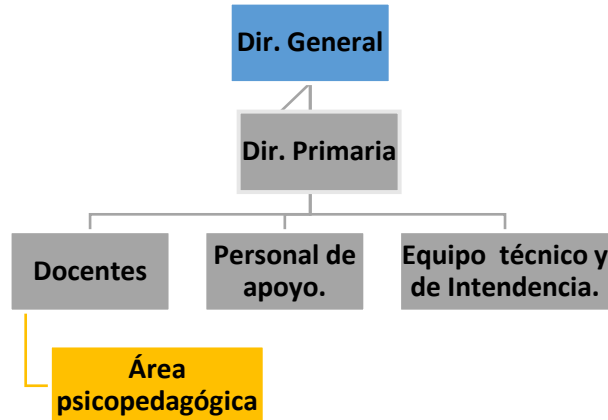 Dir. General
Dir. Primaria
Docentes
Personal de
apoyo.
Equipo técnico y
de Intendencia.
Área
psicopedagógica